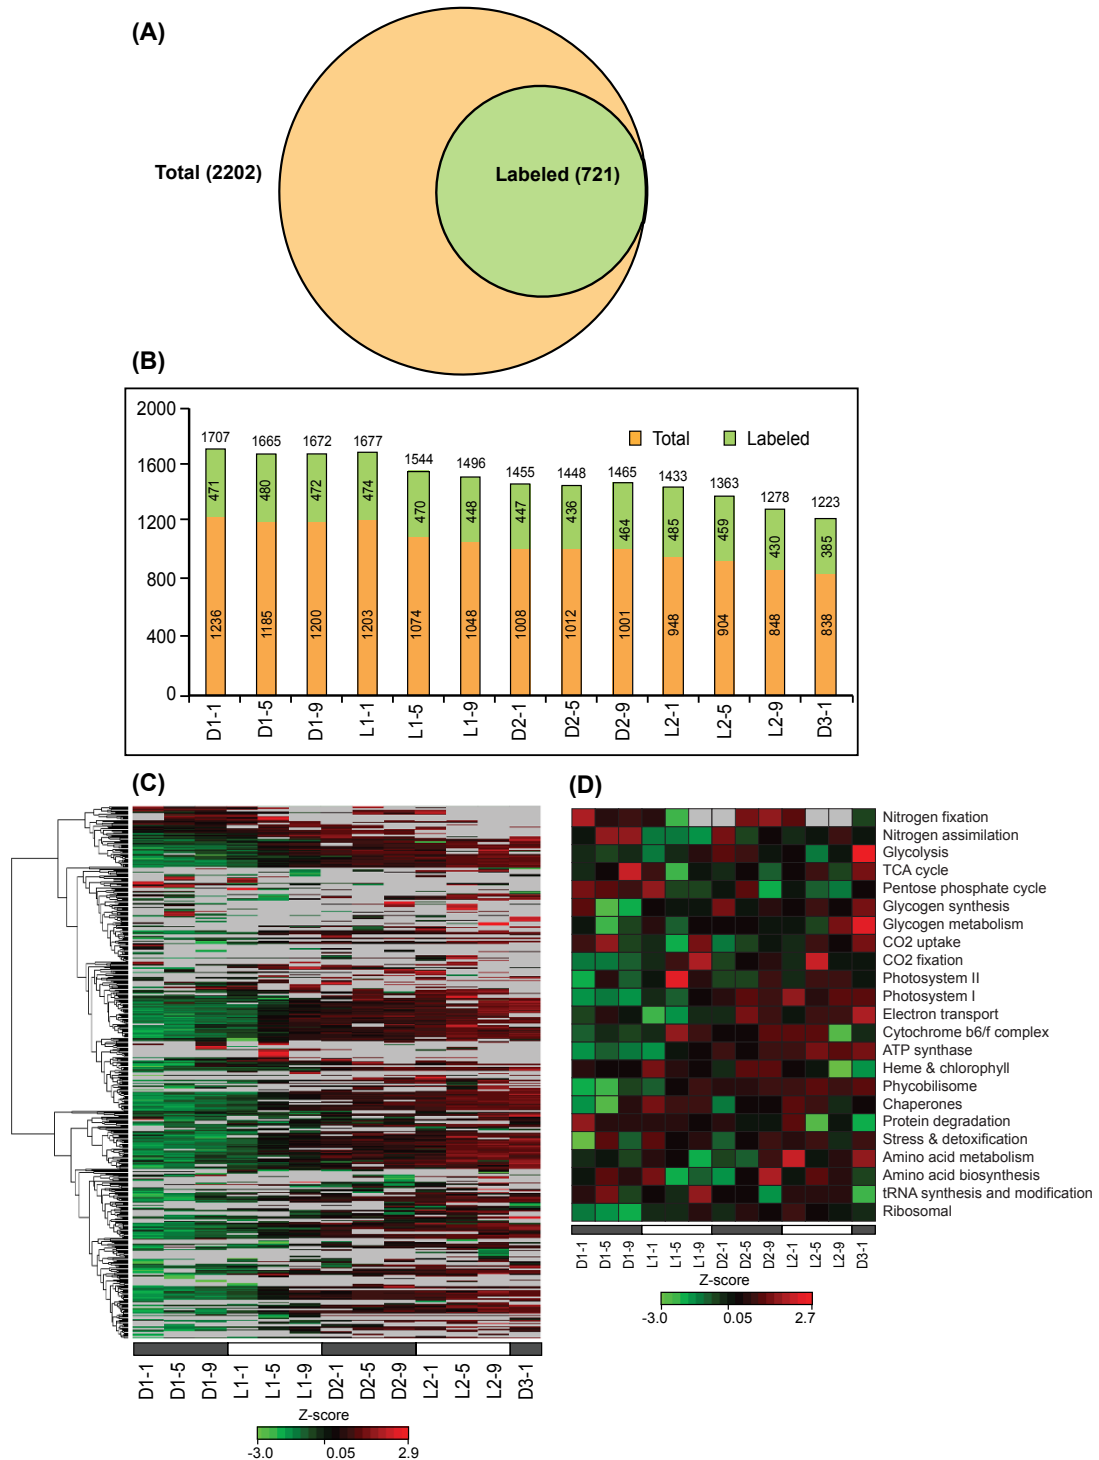 (A)
Total (2202)
Labeled (721)
(B)
2000
1600
1200
800
400
0
Total
Labeled
1707
1665
1672
1677
1544
1496
1455
1448
1465
1433
1363
1278
1223
471
480
472
474
470
448
447
436
464
485
459
430
385
1236
1185
1200
1203
1074
1048
1008
1012
1001
948
904
848
838
D1-1
D1-5
D1-9
L1-1
L1-5
L1-9
D2-1
D2-5
D2-9
L2-1
L2-5
L2-9
D3-1
(C)
D1-1
D1-5
D1-9
L1-1
L1-5
L1-9
D2-1
D2-5
D2-9
L2-1
L2-5
L2-9
D3-1
Z-score
-3.0 0.05 2.9
(D)
Nitrogen fixation
Nitrogen assimilation
Glycolysis
TCA cycle
Pentose phosphate cycle
Glycogen synthesis
Glycogen metabolism
CO2 uptake
CO2 fixation
Photosystem II
Photosystem I
Electron transport
Cytochrome b6/f complex
ATP synthase
Heme & chlorophyll
Phycobilisome
Chaperones
Protein degradation
Stress & detoxification
Amino acid metabolism
Amino acid biosynthesis
tRNA synthesis and modification
Ribosomal
D1-1
D1-5
D1-9
L1-1
L1-5
L1-9
D2-1
D2-5
D2-9
L2-1
L2-5
L2-9
D3-1
Z-score
-3.0 0.05 2.7